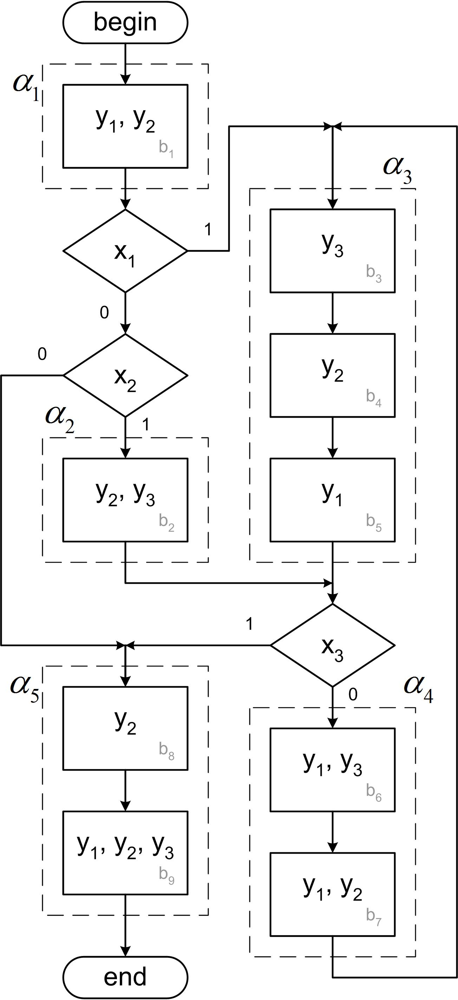 begin
α₁
y₁, y₂
b₁
x₁
1
0
x₂
0
1
α₂
y₂, y₃
b₂
α₃
y₃
b₃
y₂
b₄
y₁
b₅
x₃
1
0
α₅
y₂
b₈
y₁, y₂, y₃
b₉
α₄
y₁, y₃
b₆
y₁, y₂
b₇
end